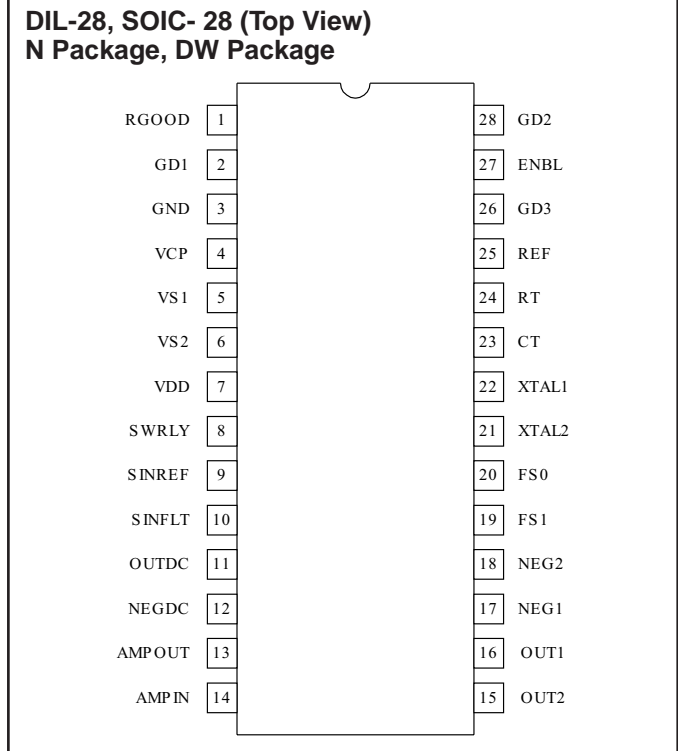 DIL-28, SOIC- 28 (Top View)
N Package, DW Package
RGOOD 1 28 GD2
GD1 2 27 ENBL
GND 3 26 GD3
VCP 4 25 REF
VS1 5 24 RT
VS2 6 23 CT
VDD 7 22 XTAL1
SWRLY 8 21 XTAL2
SINREF 9 20 FS0
SINFLT 10 19 FS1
OUTDC 11 18 NEG2
NEGDC 12 17 NEG1
AMPOUT 13 16 OUT1
AMPIN 14 15 OUT2